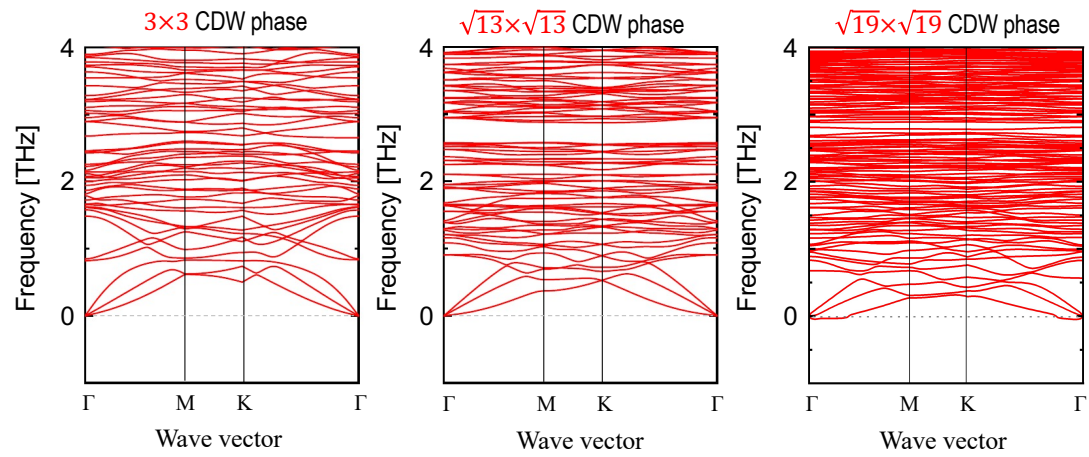 3×3 CDW phase
√13×√13 CDW phase
√19×√19 CDW phase
Frequency [THz]
4
2
0
Γ
M
K
Γ
Wave vector
Frequency [THz]
4
2
0
Γ
M
K
Γ
Wave vector
Frequency [THz]
4
2
0
Γ
M
K
Γ
Wave vector